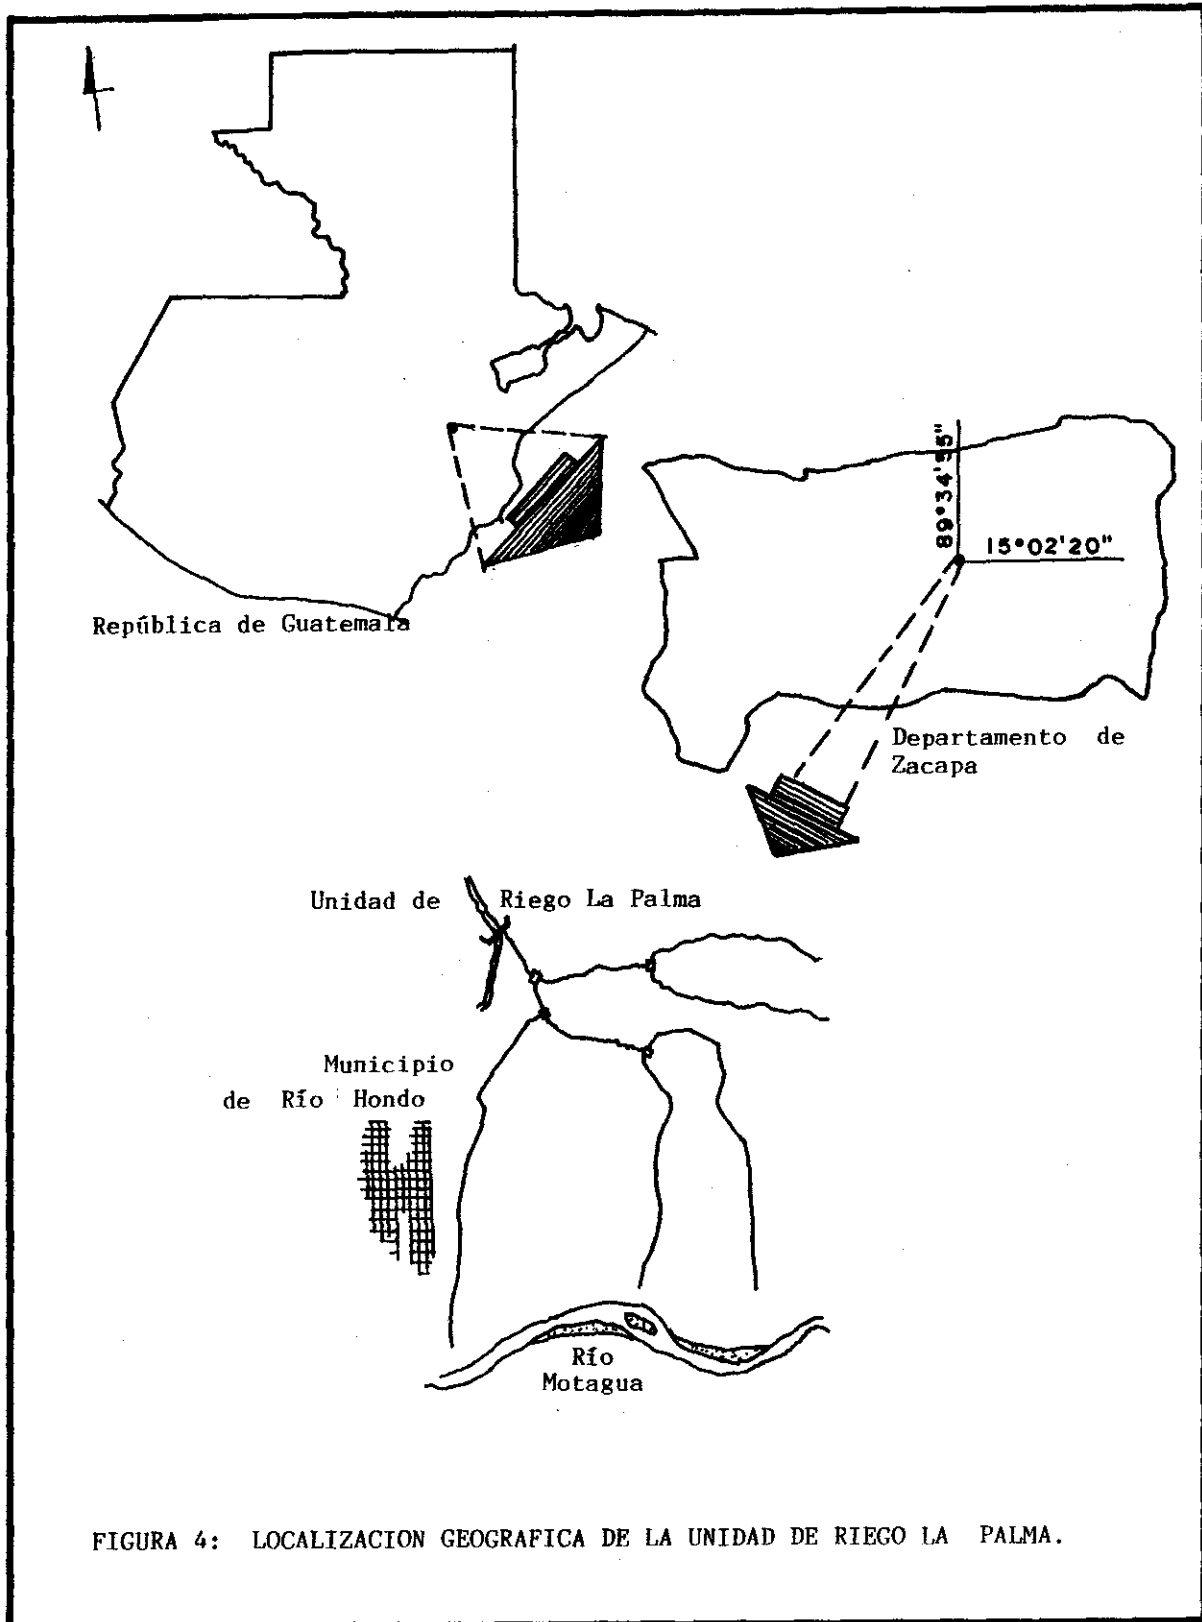 República de Guatemala
89°34'55"
15°02'20"
Departamento de
Zacapa
Unidad de Riego La Palma
Municipio
de Río Hondo
Río
Motagua
FIGURA 4: LOCALIZACION GEOGRAFICA DE LA UNIDAD DE RIEGO LA PALMA.